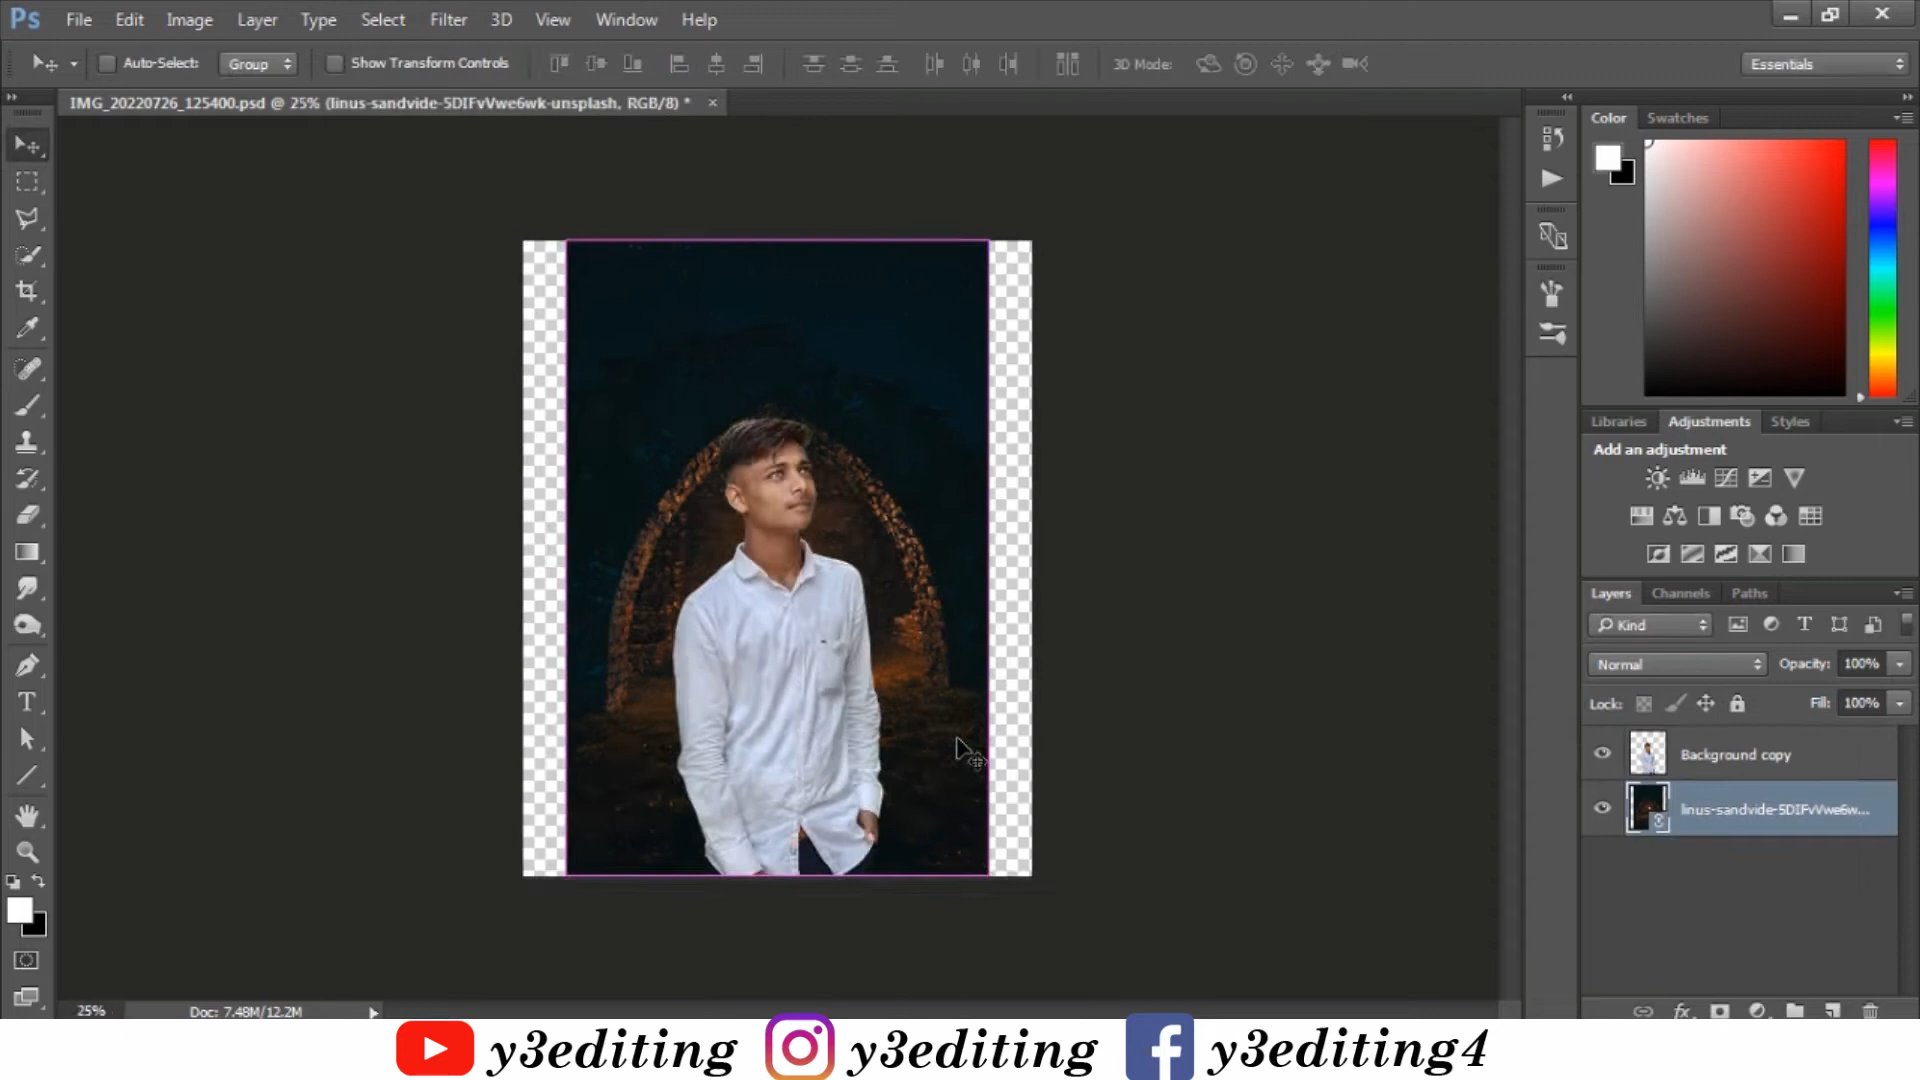 Ps File Edit Image Layer Type Select Filter 3D View Window Help
Auto-Select: Group Show Transform Controls 3D Mode: Essentials
IMG_20220726_125400.psd @ 25% (linus-sandvide-5DIFvVwe6wk-unsplash, RGB/8) * ×
Color Swatches
Libraries Adjustments Styles
Add an adjustment
Layers Channels Paths
Kind
Normal Opacity: 100%
Lock: Fill: 100%
Background copy
linus-sandvide-5DIFvVwe6w...
25% Doc: 7.48M/12.2M
y3editing y3editing y3editing4